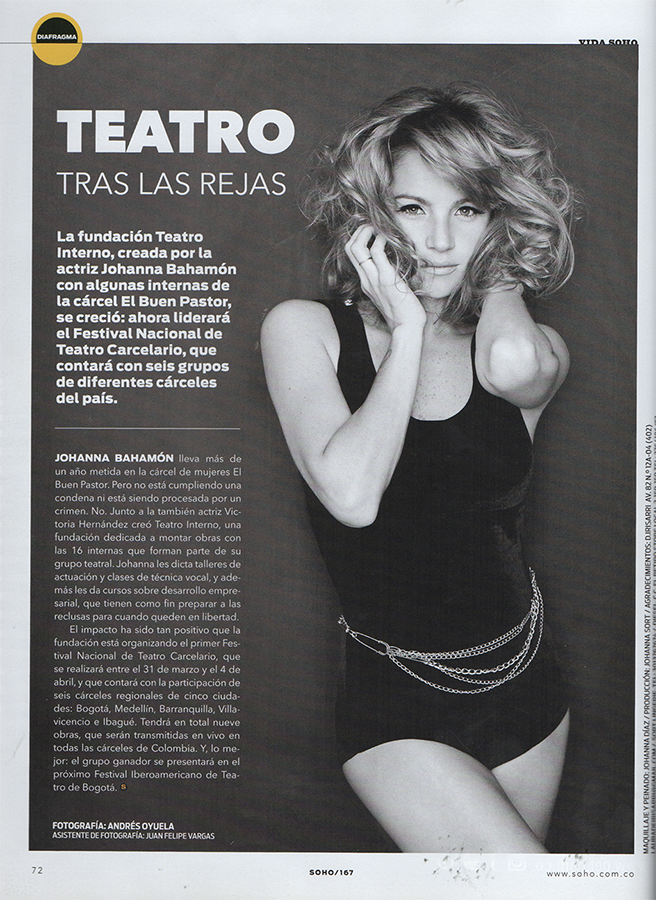 DIAFRAGMA
VIDA SOHO
TEATRO
TRAS LAS REJAS
La fundación Teatro
Interno, creada por la
actriz Johanna Bahamón
con algunas internas de
la cárcel El Buen Pastor,
se creció: ahora liderará
el Festival Nacional de
Teatro Carcelario, que
contará con seis grupos
de diferentes cárceles
del país.
JOHANNA BAHAMÓN lleva más de
un año metida en la cárcel de mujeres El
Buen Pastor. Pero no está cumpliendo una
condena ni está siendo procesada por un
crimen. No. Junto a la también actriz Vic-
toria Hernández creó Teatro Interno, una
fundación dedicada a montar obras con
las 16 internas que forman parte de su
grupo teatral. Johanna les dicta talleres de
actuación y clases de técnica vocal, y ade-
más les da cursos sobre desarrollo empre-
sarial, que tienen como fin preparar a las
reclusas para cuando queden en libertad.
El impacto ha sido tan positivo que la
fundación está organizando el primer Fes-
tival Nacional de Teatro Carcelario, que
se realizará entre el 31 de marzo y el 4 de
abril, y que contará con la participación de
seis cárceles regionales de cinco ciuda-
des: Bogotá, Medellín, Barranquilla, Villa-
vicencio e Ibagué. Tendrá en total nueve
obras, que serán transmitidas en vivo en
todas las cárceles de Colombia. Y, lo me-
jor: el grupo ganador se presentará en el
próximo Festival Iberoamericano de Tea-
tro de Bogotá. S
FOTOGRAFÍA: ANDRÉS OYUELA
ASISTENTE DE FOTOGRAFÍA: JUAN FELIPE VARGAS
MAQUILLAJE Y PEINADO: JOHANNA DÍAZ / PRODUCCIÓN: JOHANNA SORT / AGRADECIMIENTOS: DJIRISARRI, AV. 82 N.º 12A-04 (402)
72
SOHO/167
www.soho.com.co